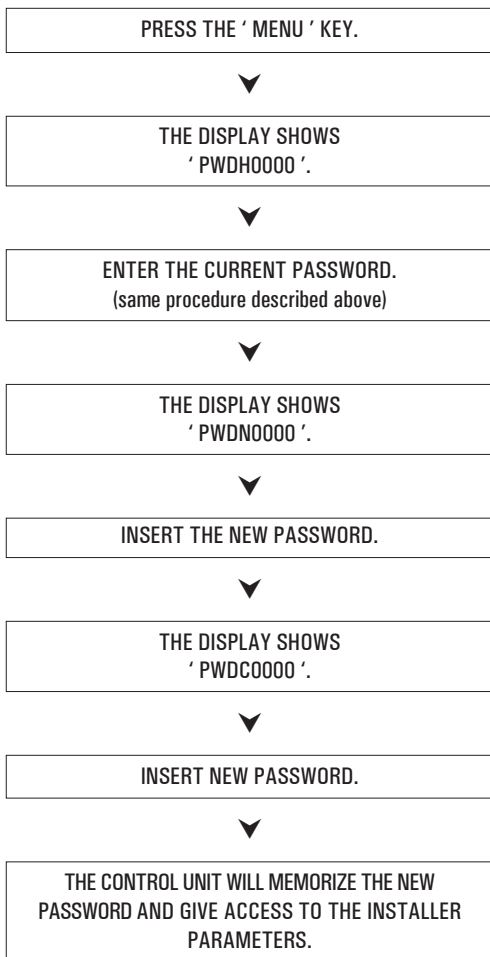 PRESS THE ‘ MENU ’ KEY.
THE DISPLAY SHOWS
‘ PWDH0000 ’.
ENTER THE CURRENT PASSWORD.
(same procedure described above)
THE DISPLAY SHOWS
‘ PWDN0000 ’.
INSERT THE NEW PASSWORD.
THE DISPLAY SHOWS
‘ PWDC0000 ‘.
INSERT NEW PASSWORD.
THE CONTROL UNIT WILL MEMORIZE THE NEW
PASSWORD AND GIVE ACCESS TO THE INSTALLER
PARAMETERS.